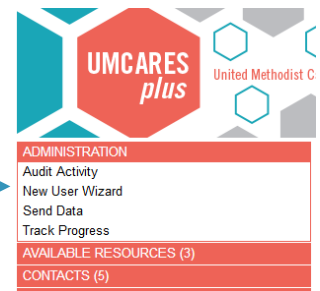 UMCARES
plus
United Methodist C
ADMINISTRATION
Audit Activity
New User Wizard
Send Data
Track Progress
AVAILABLE RESOURCES (3)
CONTACTS (5)